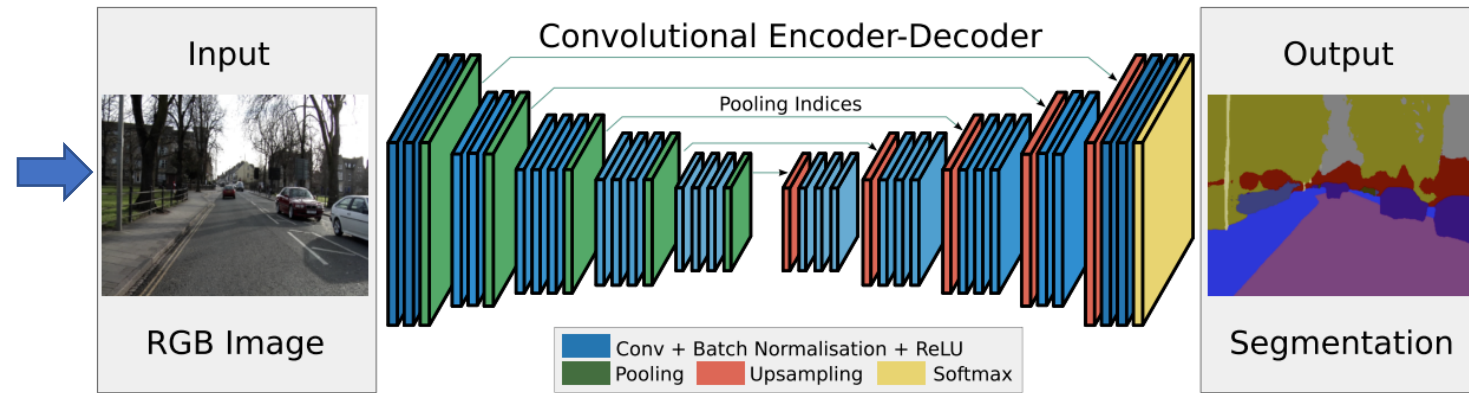 Input
RGB Image
Convolutional Encoder-Decoder
Pooling Indices
Conv + Batch Normalisation + ReLU
Pooling
Upsampling
Softmax
Output
Segmentation